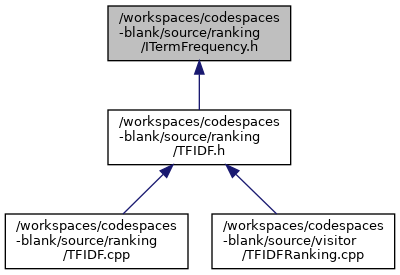 /workspaces/codespaces
-blank/source/ranking
/ITermFrequency.h
/workspaces/codespaces
-blank/source/ranking
/TFIDF.h
/workspaces/codespaces
-blank/source/ranking
/TFIDF.cpp
/workspaces/codespaces
-blank/source/visitor
/TFIDFRanking.cpp